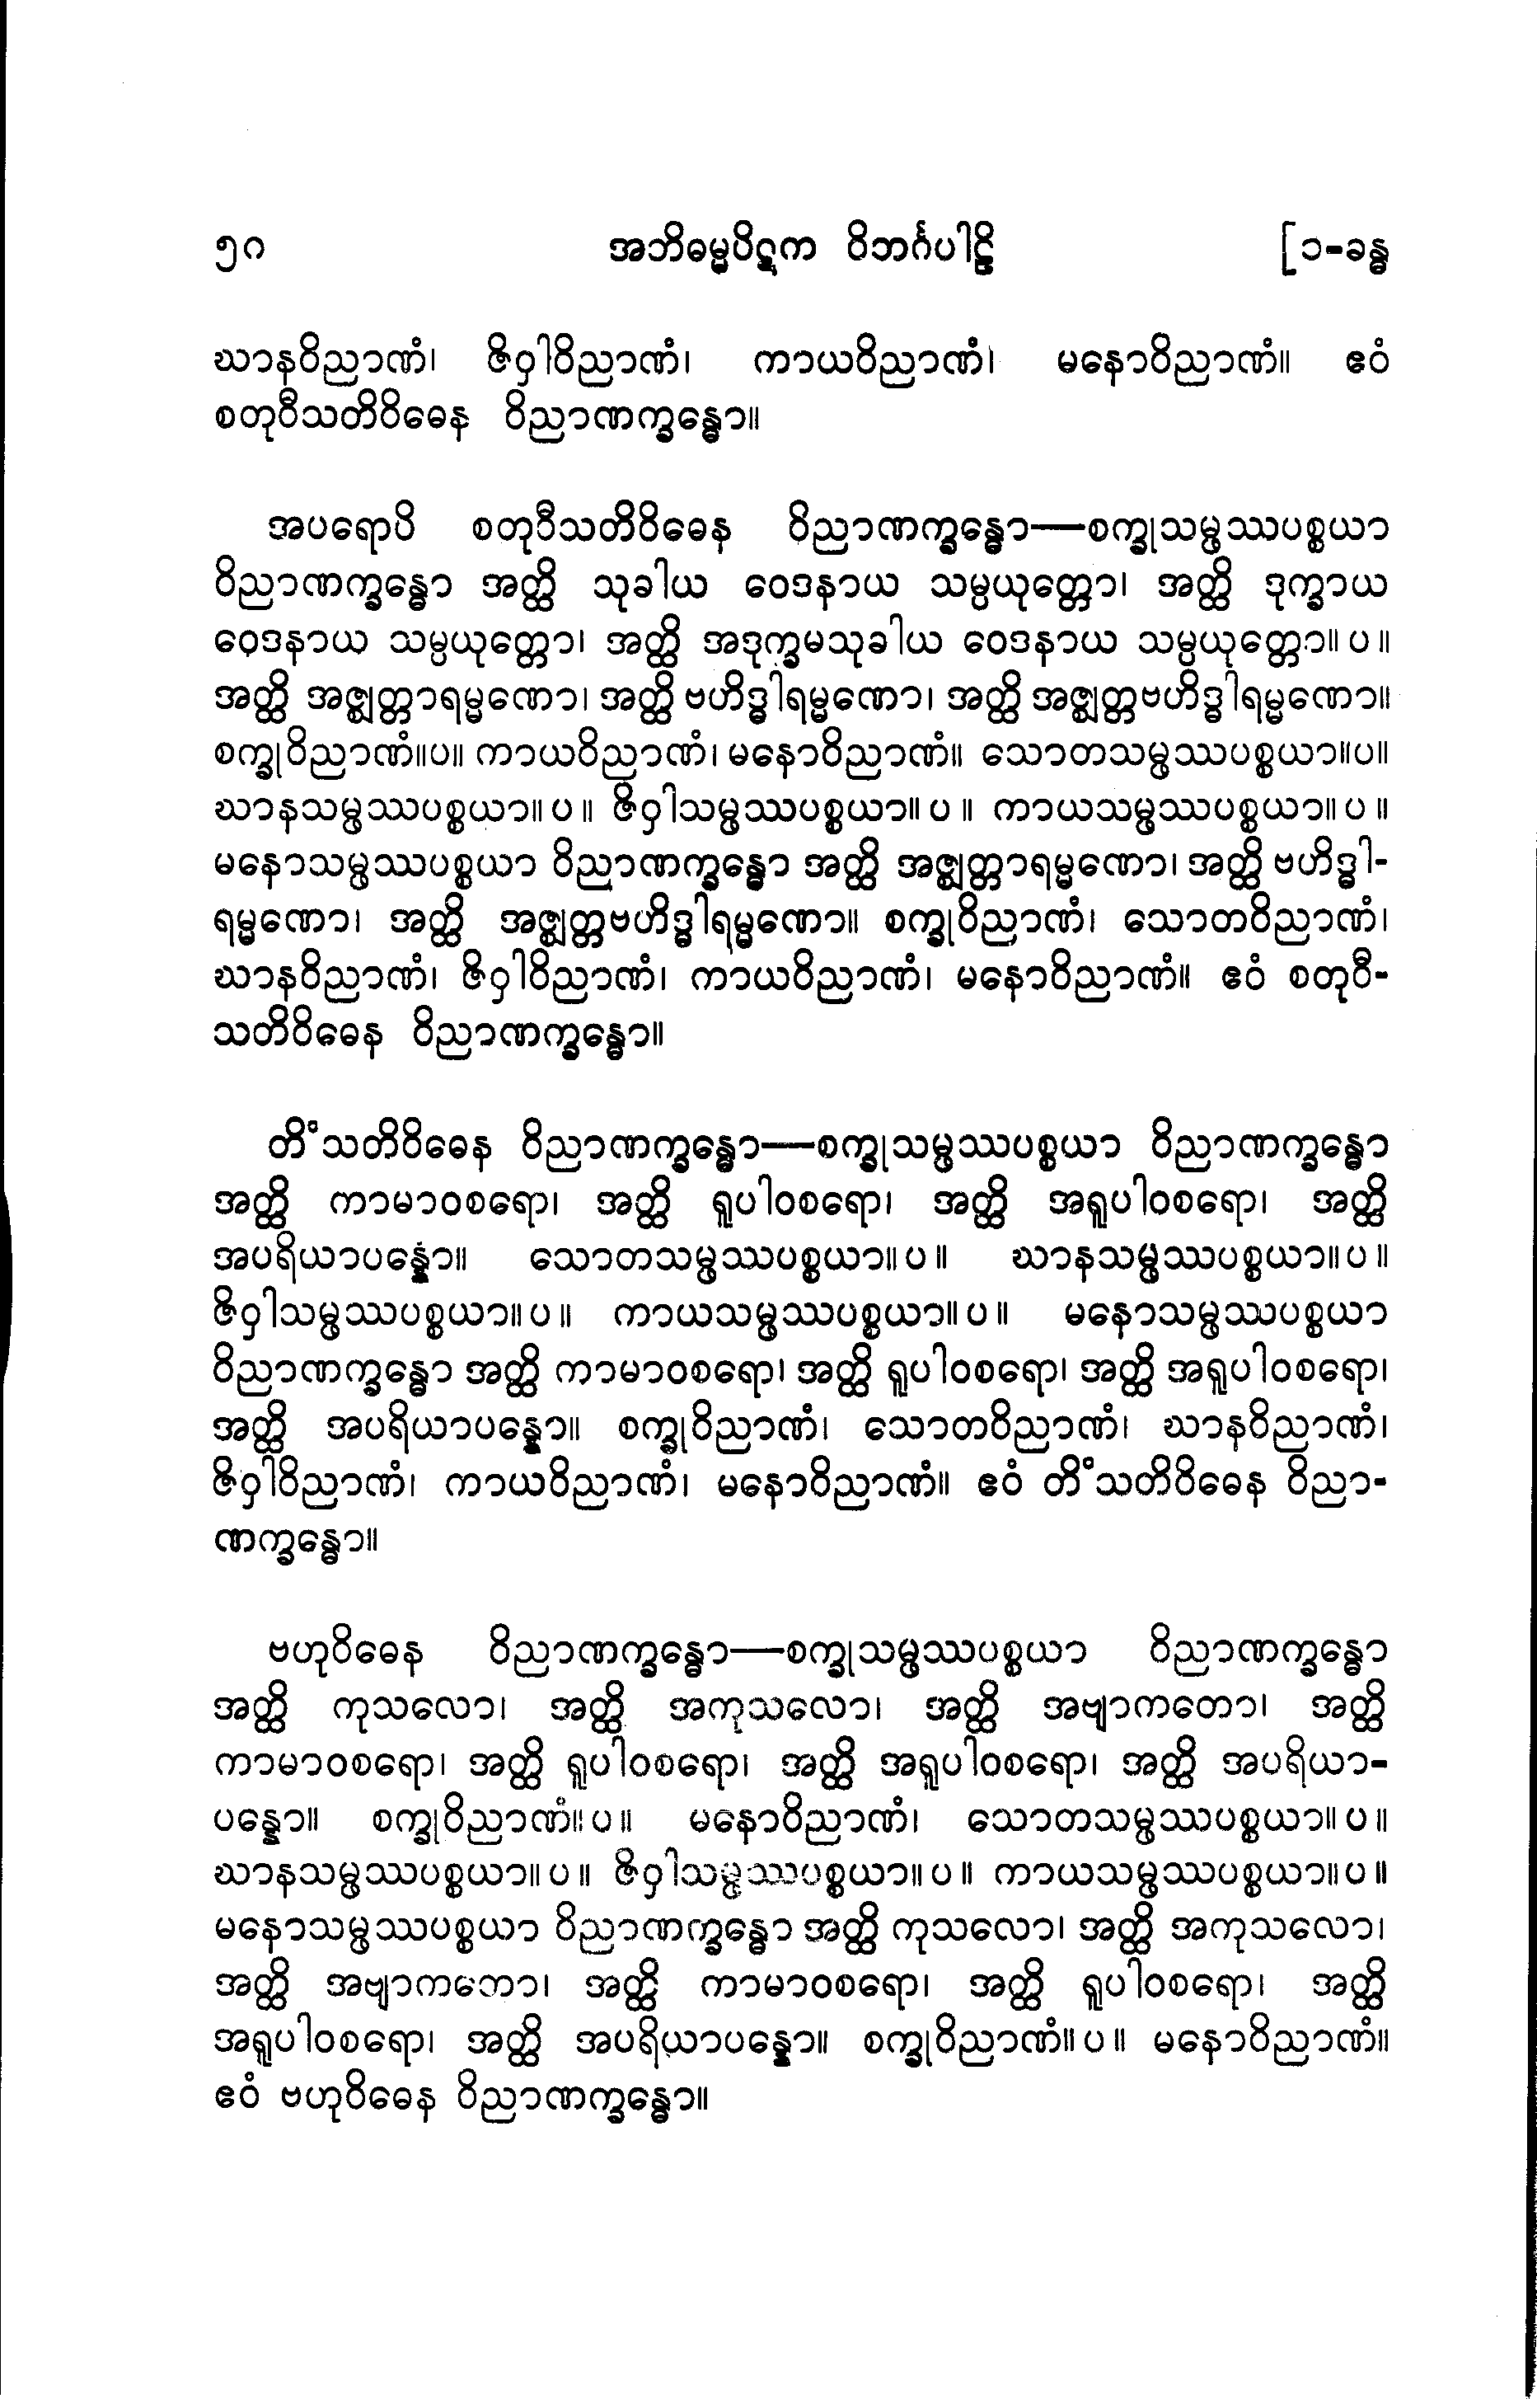 ၅၀ အဘိဓမ္မပိဋက ဝိဘင်္ဂပါဠိ [၁-ခန္ဓ
ဃာနဝိညာဏံ၊ ဇိဝှါဝိညာဏံ၊ ကာယဝိညာဏံ၊ မနောဝိညာဏံ။ ဧဝံ
စတုဝီသတိဝိဓေန ဝိညာဏက္ခန္ဓော။
အပရောပိ စတုဝီသတိဝိဓေန ဝိညာဏက္ခန္ဓော—စက္ခုသမ္ဖဿပစ္စယာ
ဝိညာဏက္ခန္ဓော အတ္ထိ သုခါယ ဝေဒနာယ သမ္ပယုတ္တော၊ အတ္ထိ ဒုက္ခာယ
ဝေဒနာယ သမ္ပယုတ္တော၊ အတ္ထိ အဒုက္ခမသုခါယ ဝေဒနာယ သမ္ပယုတ္တော။ ပ ။
အတ္ထိ အဇ္ဈတ္တာရမ္မဏော၊ အတ္ထိ ဗဟိဒ္ဓါရမ္မဏော၊ အတ္ထိ အဇ္ဈတ္တဗဟိဒ္ဓါရမ္မဏော။
စက္ခုဝိညာဏံ။ပ။ ကာယဝိညာဏံ၊ မနောဝိညာဏံ။ သောတသမ္ဖဿပစ္စယာ။ပ။
ဃာနသမ္ဖဿပစ္စယာ။ ပ ။ ဇိဝှါသမ္ဖဿပစ္စယာ။ ပ ။ ကာယသမ္ဖဿပစ္စယာ။ ပ ။
မနောသမ္ဖဿပစ္စယာ ဝိညာဏက္ခန္ဓော အတ္ထိ အဇ္ဈတ္တာရမ္မဏော၊ အတ္ထိ ဗဟိဒ္ဓါ-
ရမ္မဏော၊ အတ္ထိ အဇ္ဈတ္တဗဟိဒ္ဓါရမ္မဏော။ စက္ခုဝိညာဏံ၊ သောတဝိညာဏံ၊
ဃာနဝိညာဏံ၊ ဇိဝှါဝိညာဏံ၊ ကာယဝိညာဏံ၊ မနောဝိညာဏံ။ ဧဝံ စတုဝီ-
သတိဝိဓေန ဝိညာဏက္ခန္ဓော။
တိံသတိဝိဓေန ဝိညာဏက္ခန္ဓော—စက္ခုသမ္ဖဿပစ္စယာ ဝိညာဏက္ခန္ဓော
အတ္ထိ ကာမာဝစရော၊ အတ္ထိ ရူပါဝစရော၊ အတ္ထိ အရူပါဝစရော၊ အတ္ထိ
အပရိယာပန္နော။ သောတသမ္ဖဿပစ္စယာ။ ပ ။ ဃာနသမ္ဖဿပစ္စယာ။ ပ ။
ဇိဝှါသမ္ဖဿပစ္စယာ။ ပ ။ ကာယသမ္ဖဿပစ္စယာ။ ပ ။ မနောသမ္ဖဿပစ္စယာ
ဝိညာဏက္ခန္ဓော အတ္ထိ ကာမာဝစရော၊ အတ္ထိ ရူပါဝစရော၊ အတ္ထိ အရူပါဝစရော၊
အတ္ထိ အပရိယာပန္နော။ စက္ခုဝိညာဏံ၊ သောတဝိညာဏံ၊ ဃာနဝိညာဏံ၊
ဇိဝှါဝိညာဏံ၊ ကာယဝိညာဏံ၊ မနောဝိညာဏံ။ ဧဝံ တိံသတိဝိဓေန ဝိညာ-
ဏက္ခန္ဓော။
ဗဟုဝိဓေန ဝိညာဏက္ခန္ဓော—စက္ခုသမ္ဖဿပစ္စယာ ဝိညာဏက္ခန္ဓော
အတ္ထိ ကုသလော၊ အတ္ထိ အကုသလော၊ အတ္ထိ အဗျာကတော၊ အတ္ထိ
ကာမာဝစရော၊ အတ္ထိ ရူပါဝစရော၊ အတ္ထိ အရူပါဝစရော၊ အတ္ထိ အပရိယာ-
ပန္နော။ စက္ခုဝိညာဏံ။ ပ ။ မနောဝိညာဏံ၊ သောတသမ္ဖဿပစ္စယာ။ ပ ။
ဃာနသမ္ဖဿပစ္စယာ။ ပ ။ ဇိဝှါသမ္ဖဿပစ္စယာ။ ပ ။ ကာယသမ္ဖဿပစ္စယာ။ ပ ။
မနောသမ္ဖဿပစ္စယာ ဝိညာဏက္ခန္ဓော အတ္ထိ ကုသလော၊ အတ္ထိ အကုသလော၊
အတ္ထိ အဗျာကတော၊ အတ္ထိ ကာမာဝစရော၊ အတ္ထိ ရူပါဝစရော၊ အတ္ထိ
အရူပါဝစရော၊ အတ္ထိ အပရိယာပန္နော။ စက္ခုဝိညာဏံ။ ပ ။ မနောဝိညာဏံ။
ဧဝံ ဗဟုဝိဓေန ဝိညာဏက္ခန္ဓော။